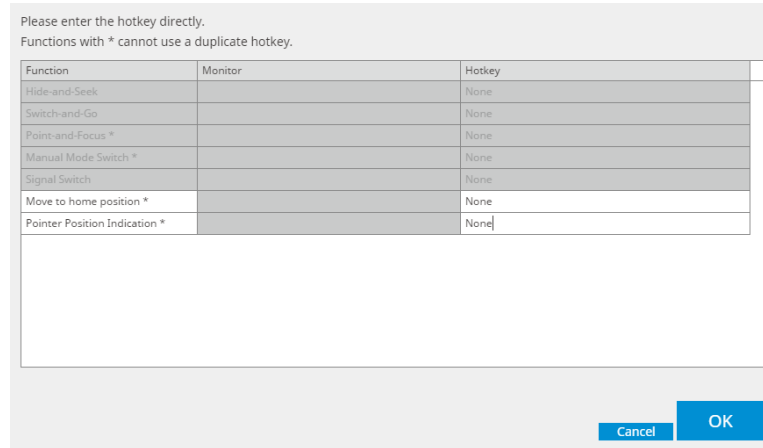 Please enter the hotkey directly.
Functions with * cannot use a duplicate hotkey.
Function Monitor Hotkey
Hide-and-Seek None
Switch-and-Go None
Point-and-Focus * None
Manual Mode Switch * None
Signal Switch None
Move to home position * None
Pointer Position Indication * None
Cancel OK